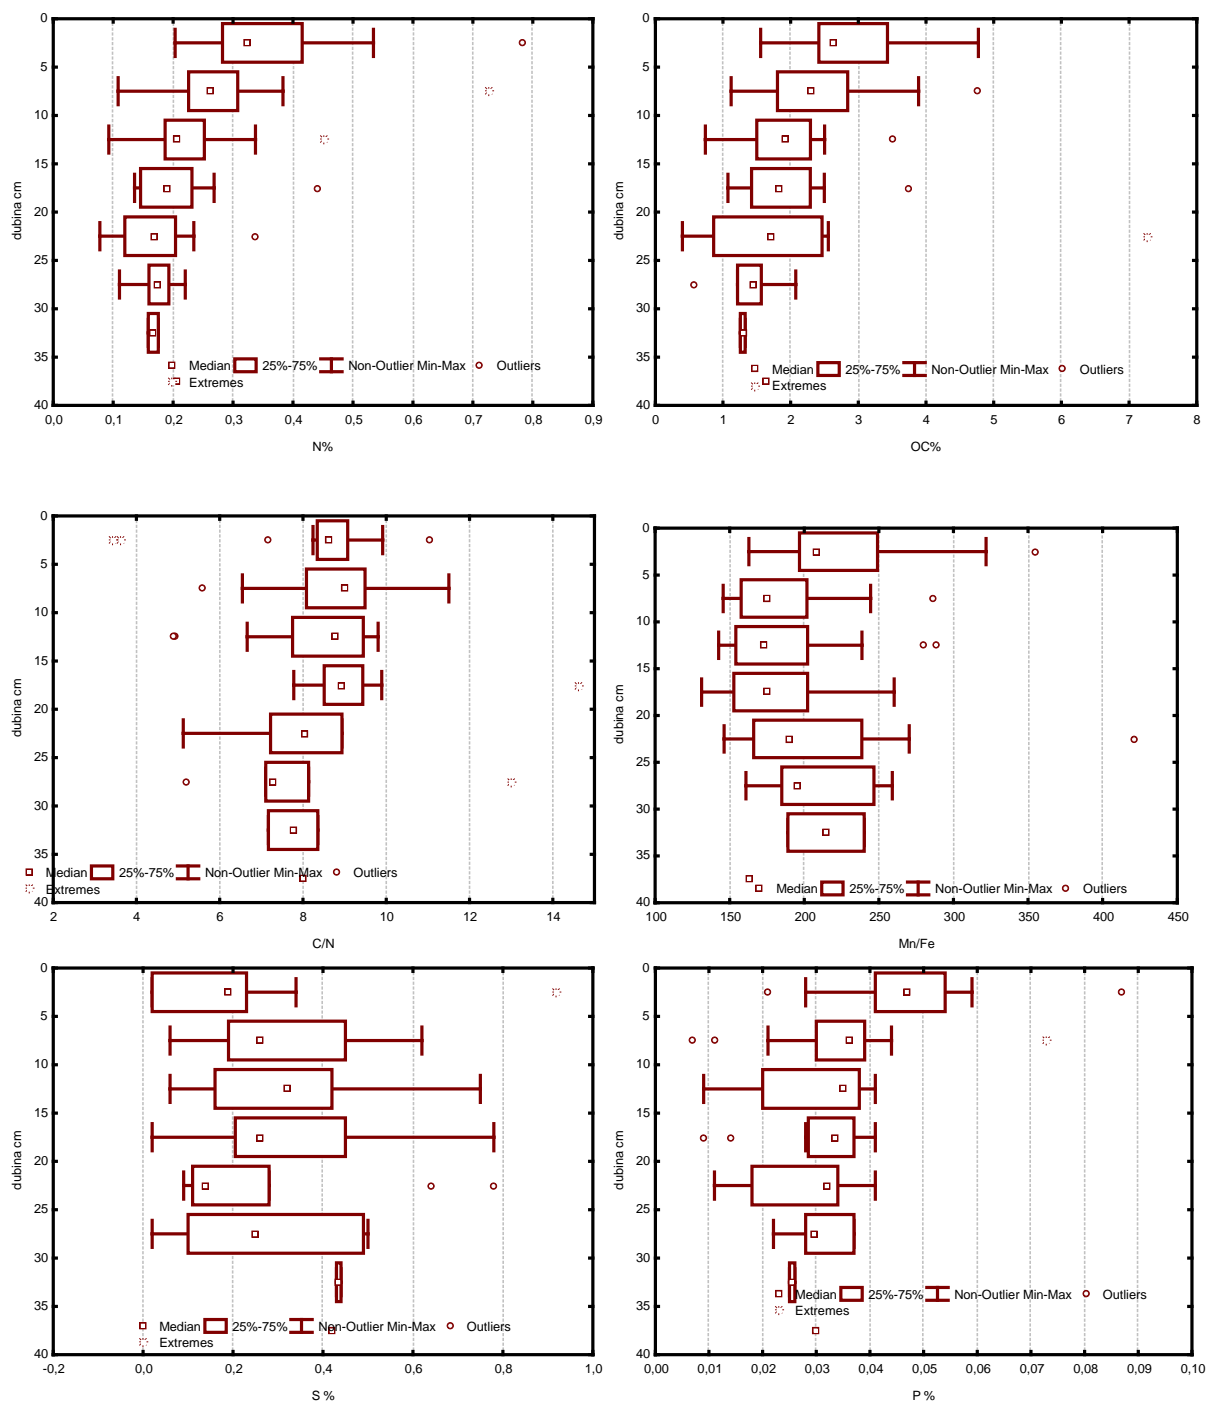 0
5
10
15
20
25
30
35
40
dubina cm
Median 25%-75% Non-Outlier Min-Max Outliers
Extremes
0,0 0,1 0,2 0,3 0,4 0,5 0,6 0,7 0,8 0,9
N%
0
5
10
15
20
25
30
35
40
dubina cm
Median 25%-75% Non-Outlier Min-Max Outliers
Extremes
0 1 2 3 4 5 6 7 8
OC%
0
5
10
15
20
25
30
35
40
dubina cm
Median 25%-75% Non-Outlier Min-Max Outliers
Extremes
2 4 6 8 10 12 14
C/N
0
5
10
15
20
25
30
35
40
dubina cm
Median 25%-75% Non-Outlier Min-Max Outliers
100 150 200 250 300 350 400 450
Mn/Fe
0
5
10
15
20
25
30
35
40
dubina cm
Median 25%-75% Non-Outlier Min-Max Outliers
Extremes
-0,2 0,0 0,2 0,4 0,6 0,8 1,0
S %
0
5
10
15
20
25
30
35
40
dubina cm
Median 25%-75% Non-Outlier Min-Max Outliers
Extremes
0,00 0,01 0,02 0,03 0,04 0,05 0,06 0,07 0,08 0,09 0,10
P %